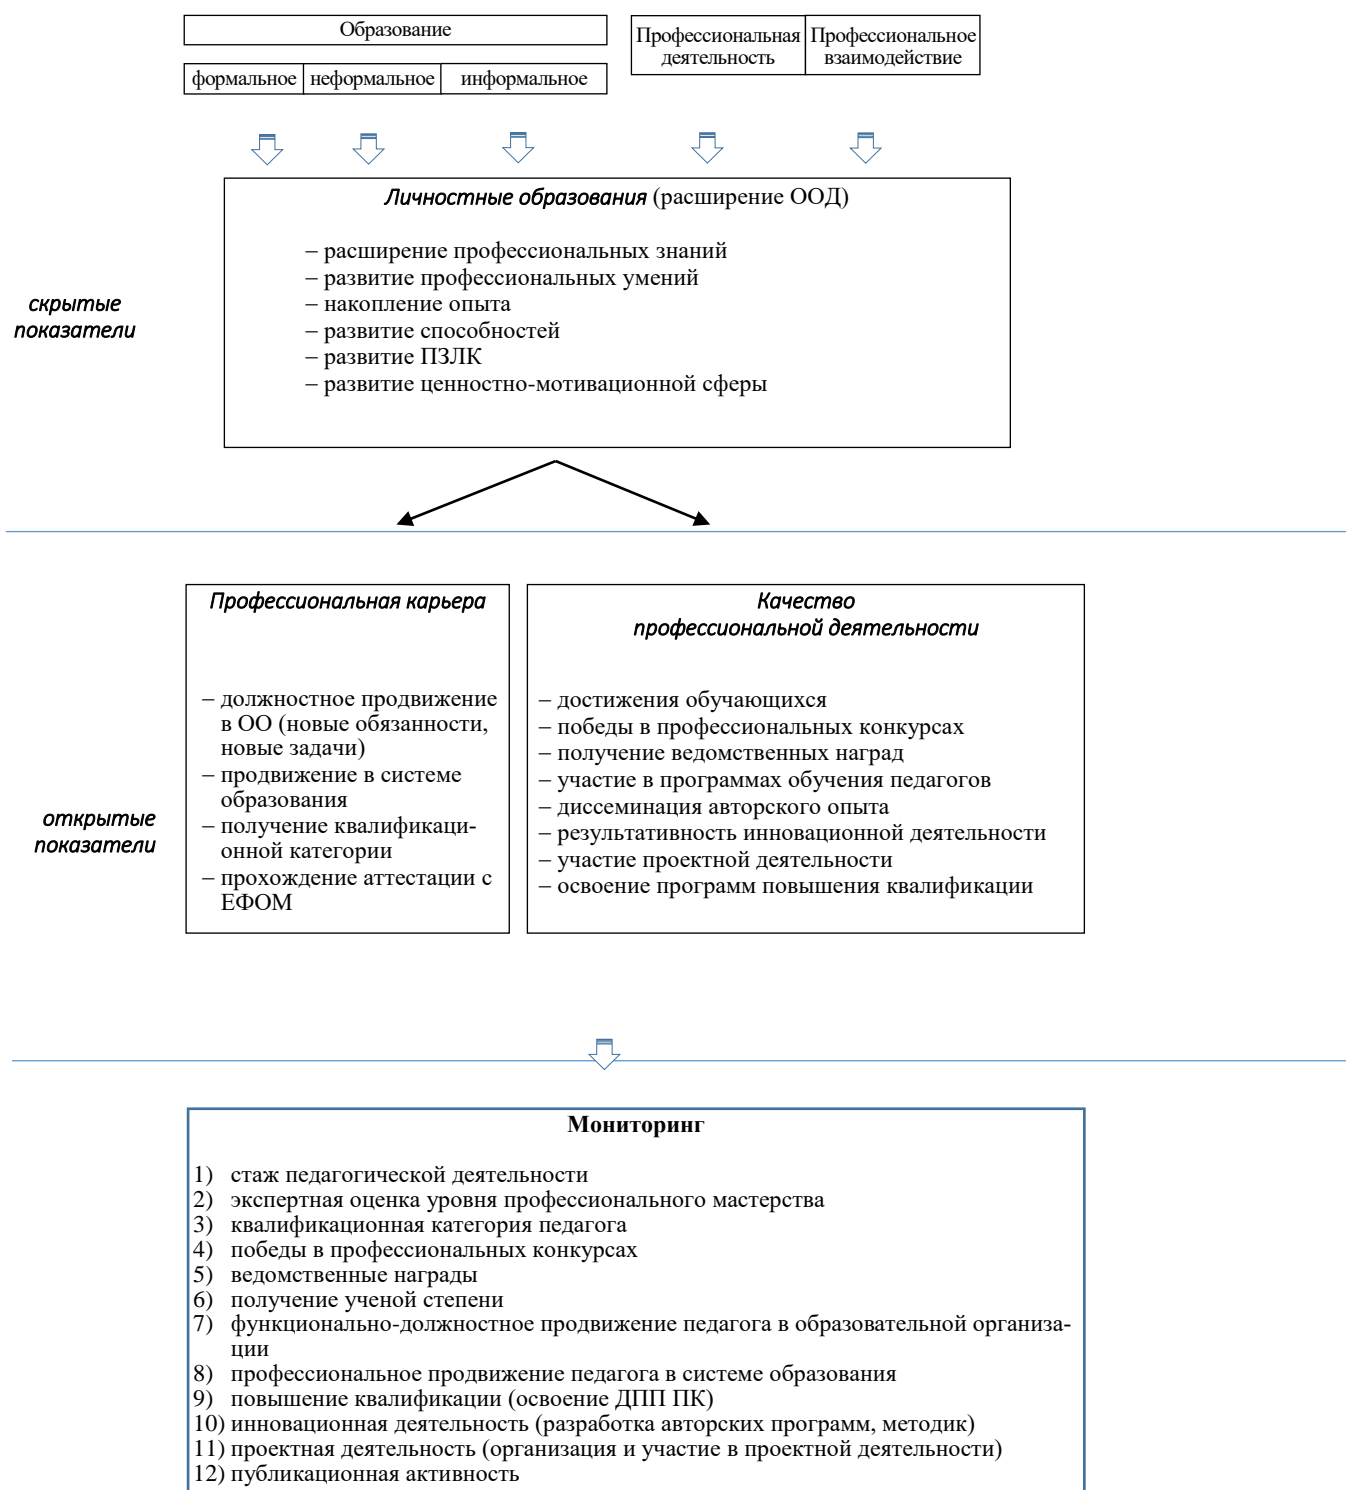 Образование
Профессиональная
деятельность
Профессиональное
взаимодействие
формальное
неформальное
информальное
Личностные образования (расширение ООД)
– расширение профессиональных знаний
– развитие профессиональных умений
– накопление опыта
– развитие способностей
– развитие ПЗЛК
– развитие ценностно-мотивационной сферы
скрытые
показатели
Профессиональная карьера
– должностное продвижение
в ОО (новые обязанности,
новые задачи)
– продвижение в системе
образования
– получение квалификаци-
онной категории
– прохождение аттестации с
ЕФОМ
Качество
профессиональной деятельности
– достижения обучающихся
– победы в профессиональных конкурсах
– получение ведомственных наград
– участие в программах обучения педагогов
– диссеминация авторского опыта
– результативность инновационной деятельности
– участие проектной деятельности
– освоение программ повышения квалификации
открытые
показатели
Мониторинг
1) стаж педагогической деятельности
2) экспертная оценка уровня профессионального мастерства
3) квалификационная категория педагога
4) победы в профессиональных конкурсах
5) ведомственные награды
6) получение ученой степени
7) функционально-должностное продвижение педагога в образовательной организа-
ции
8) профессиональное продвижение педагога в системе образования
9) повышение квалификации (освоение ДПП ПК)
10) инновационная деятельность (разработка авторских программ, методик)
11) проектная деятельность (организация и участие в проектной деятельности)
12) публикационная активность